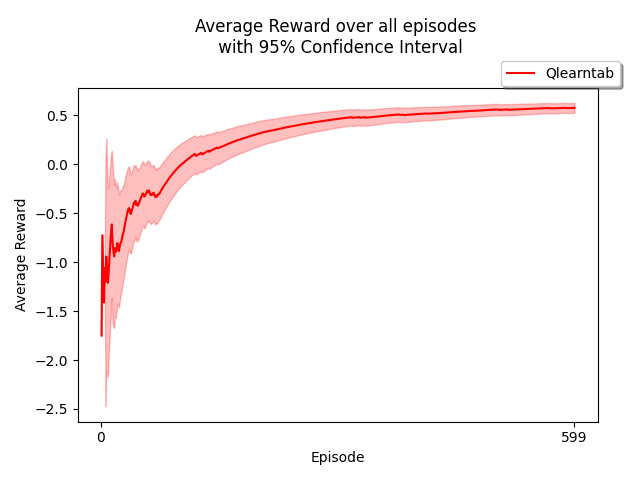 Average Reward over all episodes
with 95% Confidence Interval
Qlearntab
Average Reward
0.5
0.0
−0.5
−1.0
−1.5
−2.0
−2.5
0
599
Episode